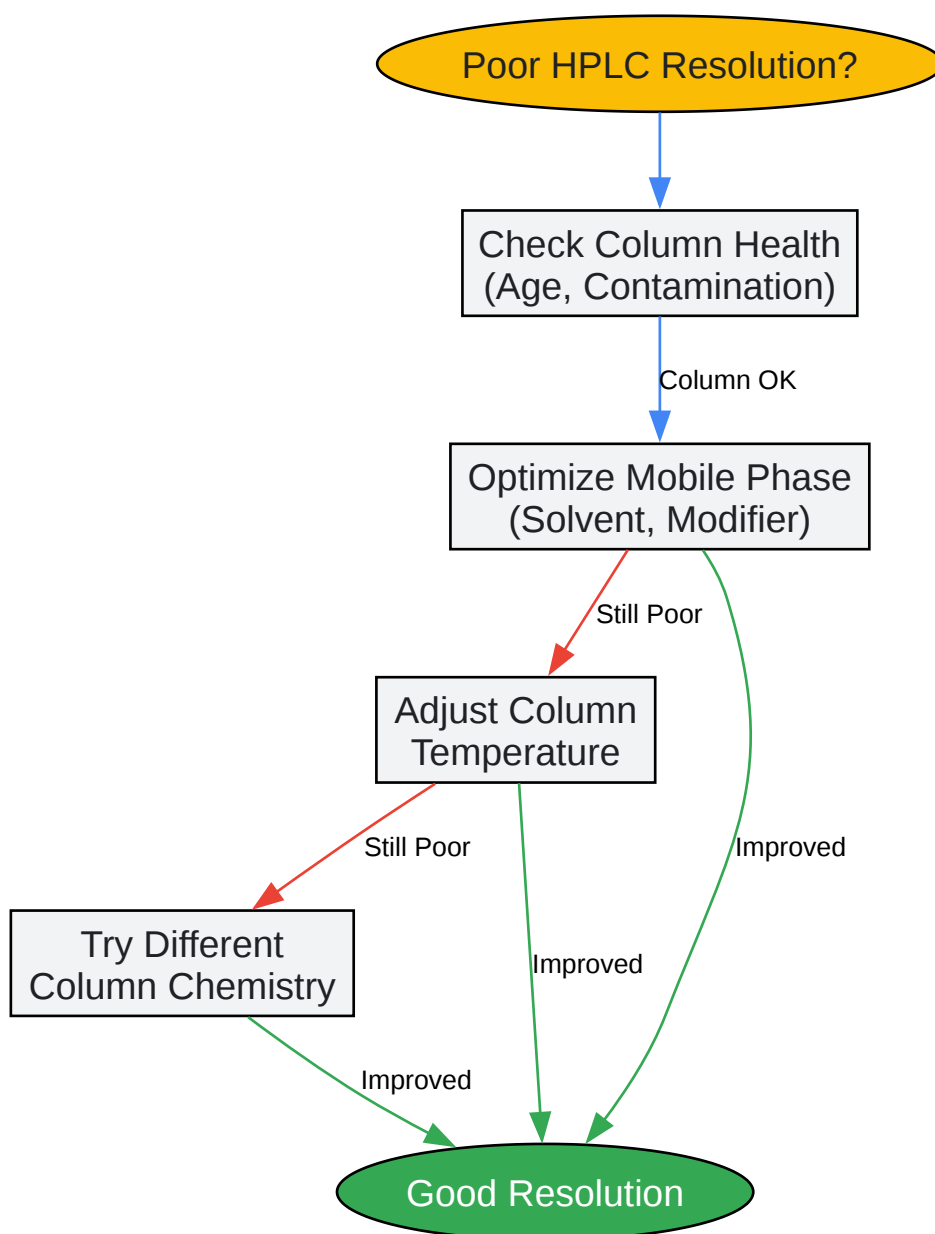 Poor HPLC Resolution?
Check Column Health
(Age, Contamination)
Column OK
Optimize Mobile Phase
(Solvent, Modifier)
Still Poor
Adjust Column
Temperature
Still Poor
Improved
Try Different
Column Chemistry
Improved
Improved
Good Resolution